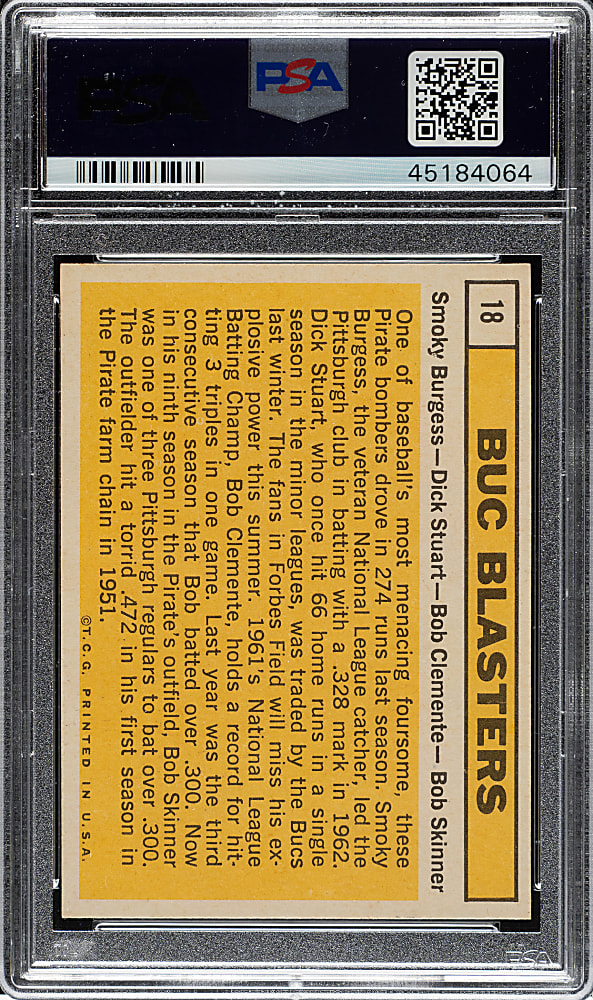 PSA
PSA
45184064
18
BUC BLASTERS
Smoky Burgess — Dick Stuart — Bob Clemente — Bob Skinner
One of baseball's most menacing foursome, these
Pirate bombers drove in 274 runs last season. Smoky
Burgess, the veteran National League catcher, led the
Pittsburgh club in batting with a .328 mark in 1962.
Dick Stuart, who once hit 66 home runs in a single
season in the minor leagues, was traded by the Bucs
last winter. The fans in Forbes Field will miss his ex-
plosive power this summer. 1961's National League
Batting Champ, Bob Clemente, holds a record for hit-
ting 3 triples in one game. Last year was the third
consecutive season that Bob batted over .300. Now
in his ninth season in the Pirate's outfield, Bob Skinner
was one of three Pittsburgh regulars to bat over .300.
The outfielder hit a torrid .472 in his first season in
the Pirate farm chain in 1951.
©T.C.G. PRINTED IN U.S.A.
PSA